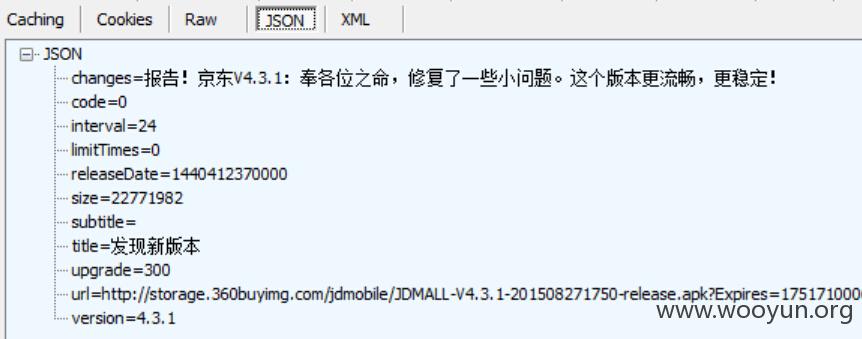 Caching Cookies Raw JSON XML
JSON
changes=报告！京东V4.3.1：奉各位之命，修复了一些小问题。这个版本更流畅，更稳定！
code=0
interval=24
limitTimes=0
releaseDate=1440412370000
size=22771982
subtitle=
title=发现新版本
upgrade=300
url=http://storage.360buyimg.com/jdmobile/JDMALL-V4.3.1-201508271750-release.apk?Expires=175171000
www.wooyun.org
version=4.3.1